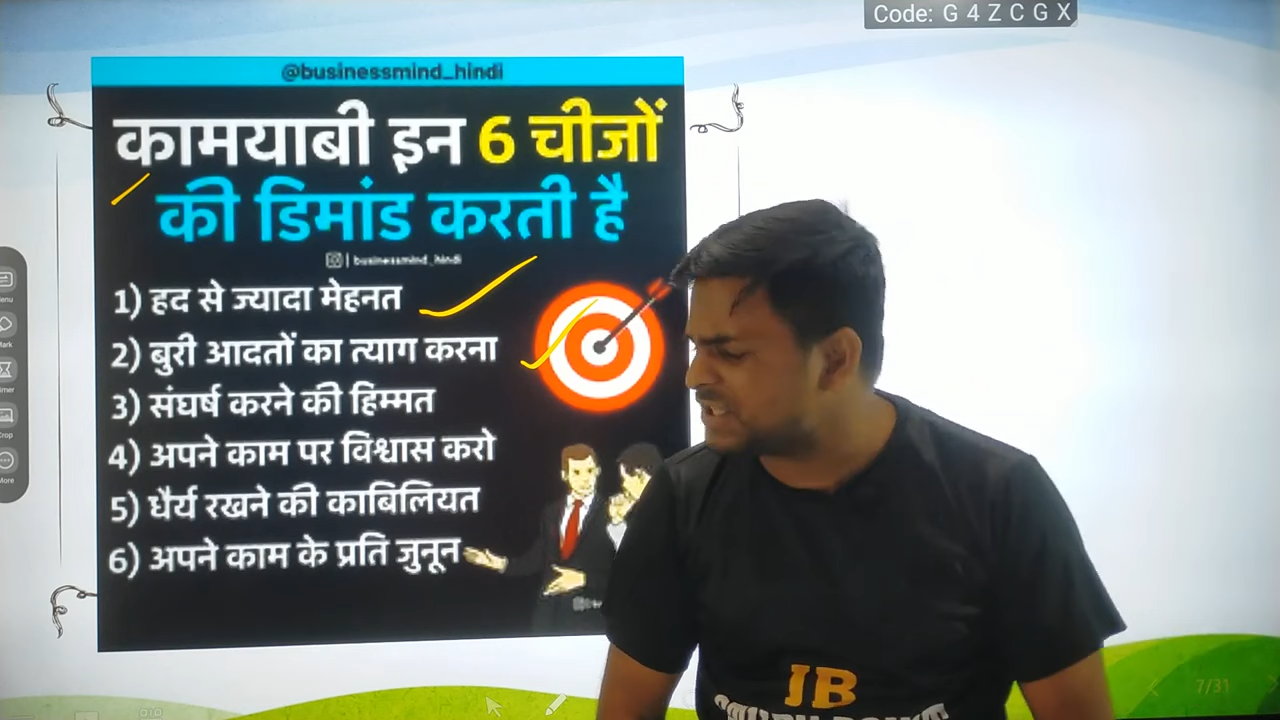 Code: G 4 Z C G X
@businessmind_hindi
कामयाबी इन 6 चीजों
की डिमांड करती है
businessmind_hindi
1) हद से ज्यादा मेहनत
2) बुरी आदतों का त्याग करना
3) संघर्ष करने की हिम्मत
4) अपने काम पर विश्वास करो
5) धैर्य रखने की काबिलियत
6) अपने काम के प्रति जुनून
More
JB
7/31